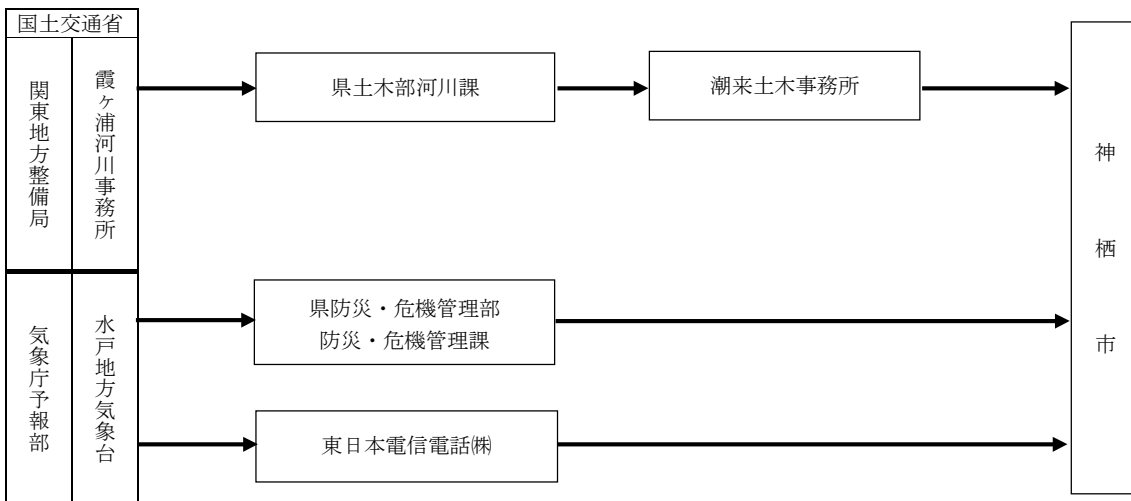 国土交通省
関東地方整備局
霞ヶ浦河川事務所
県土木部河川課
潮来土木事務所
神栖市
気象庁予報部
水戸地方気象台
県防災・危機管理部
防災・危機管理課
東日本電信電話㈱